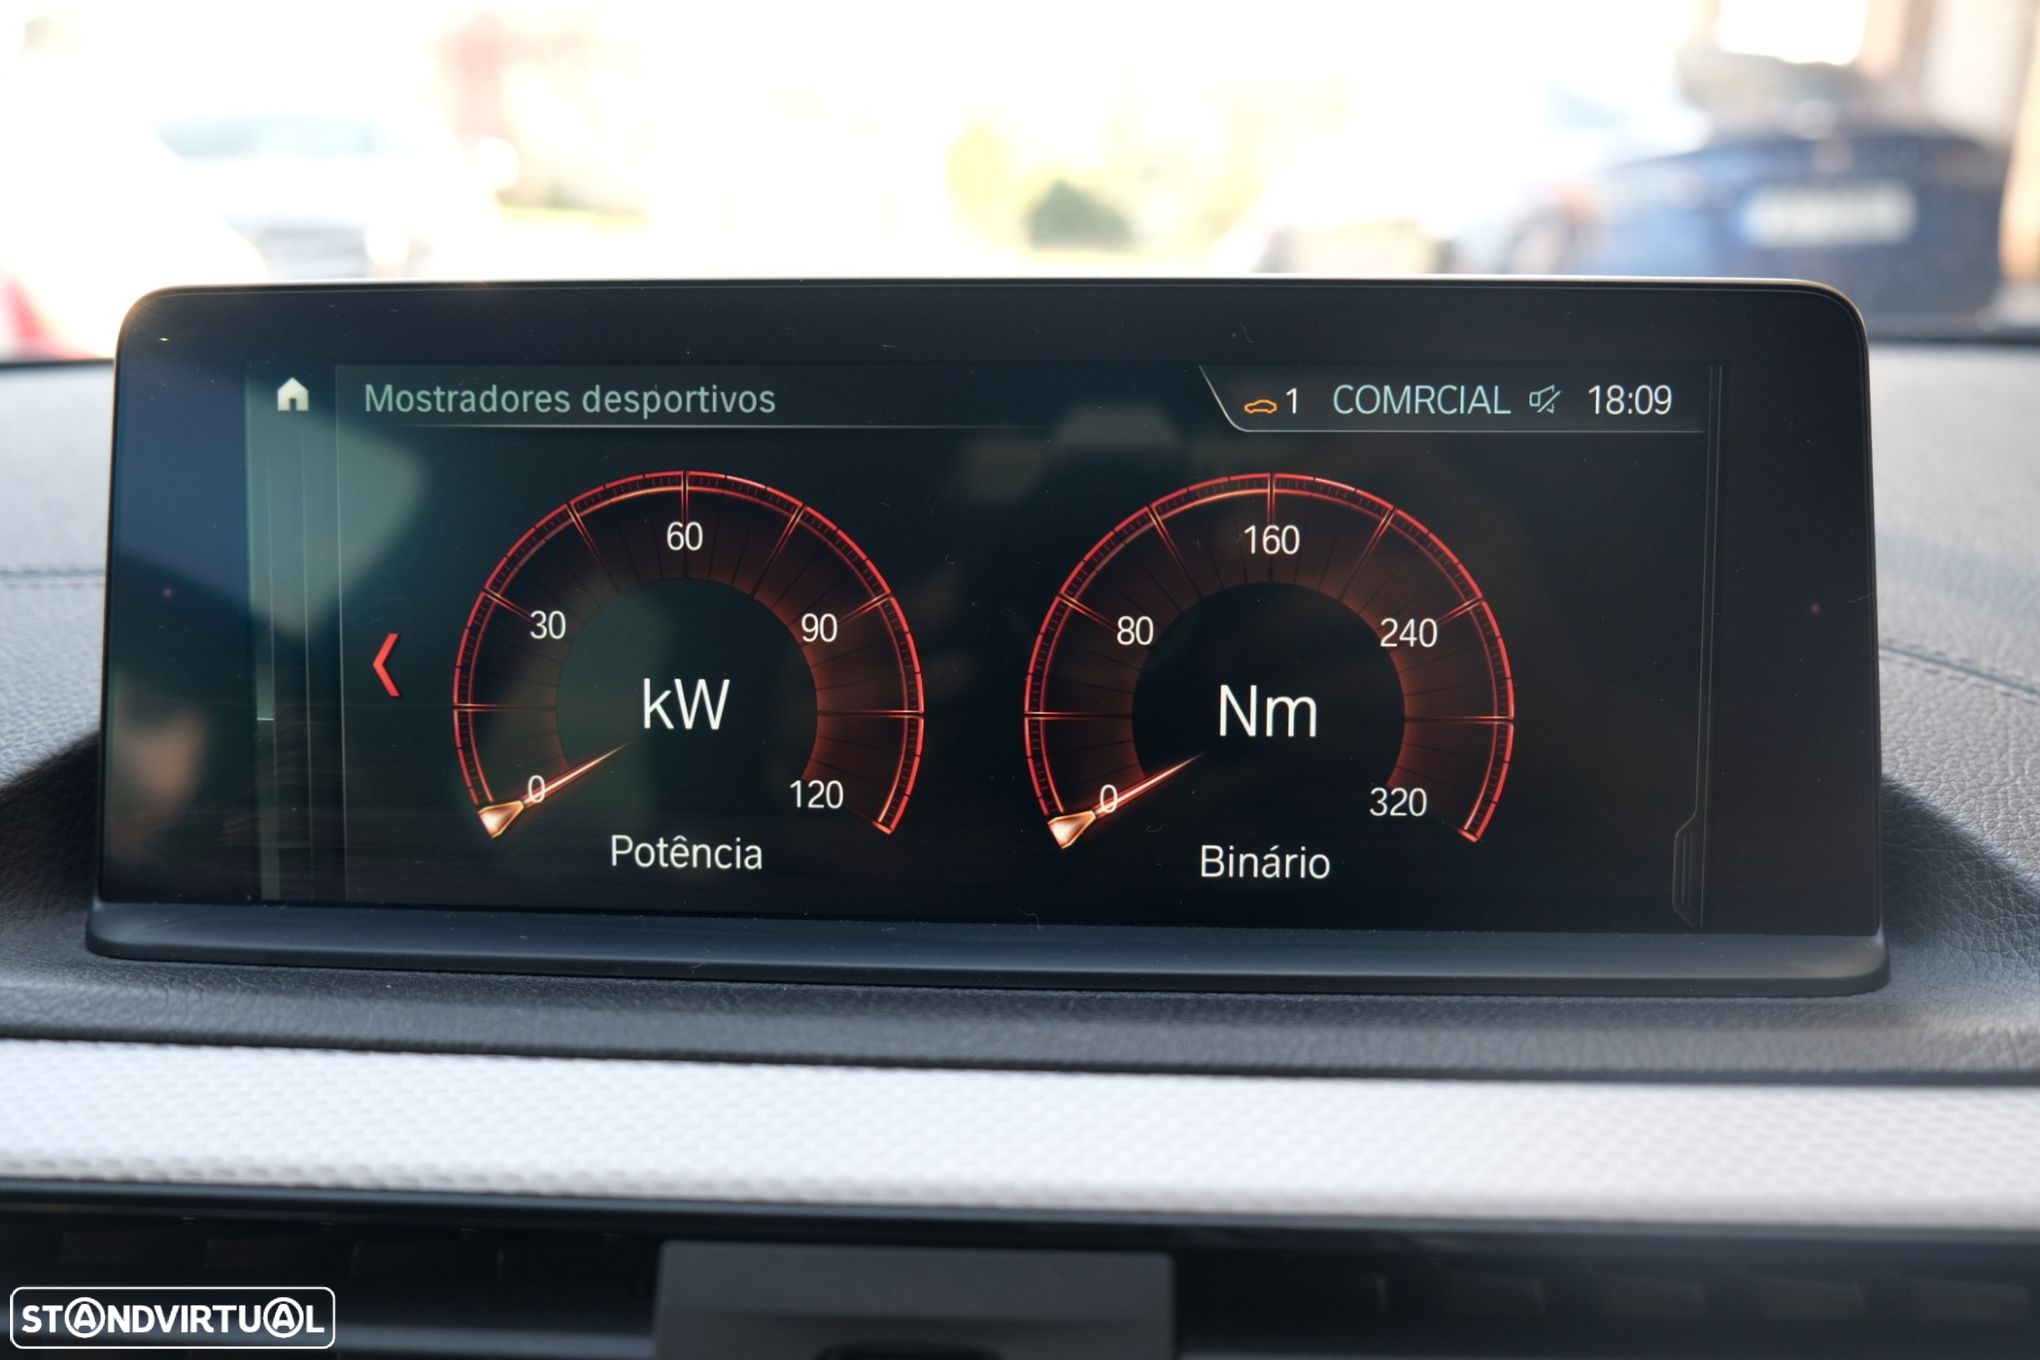 Mostradores desportivos
1 COMRCIAL 18:09
0
30
60
90
120
kW
Potência
0
80
160
240
320
Nm
Binário
STANDVIRTUAL